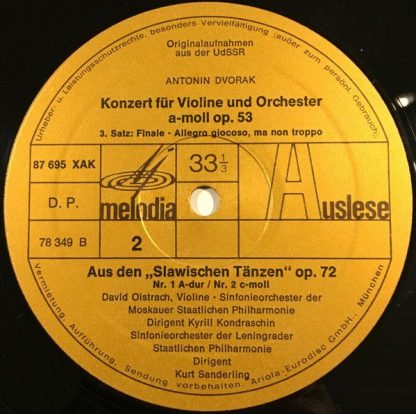 Urheber- u. Leistungsschutzrechte, besonders Vervielfältigung (außer zum persönl. Gebrauch,
Originalaufnahmen
aus der UdSSR
ANTONIN DVORAK
Konzert für Violine und Orchester
a-moll op. 53
3. Satz: Finale · Allegro giocoso, ma non troppo
87 695 XAK
33 1/3
D. P.
melodia
Auslese
78 349 B
2
Aus den „Slawischen Tänzen" op. 72
Nr. 1 A-dur / Nr. 2 c-moll
David Oistrach, Violine · Sinfonieorchester der
Moskauer Staatlichen Philharmonie
Dirigent Kyrill Kondraschin
Sinfonieorchester der Leningrader
Staatlichen Philharmonie
Dirigent
Kurt Sanderling
Vermietung, Aufführung, Sendung vorbehalten. Ariola-Eurodisc GmbH., München